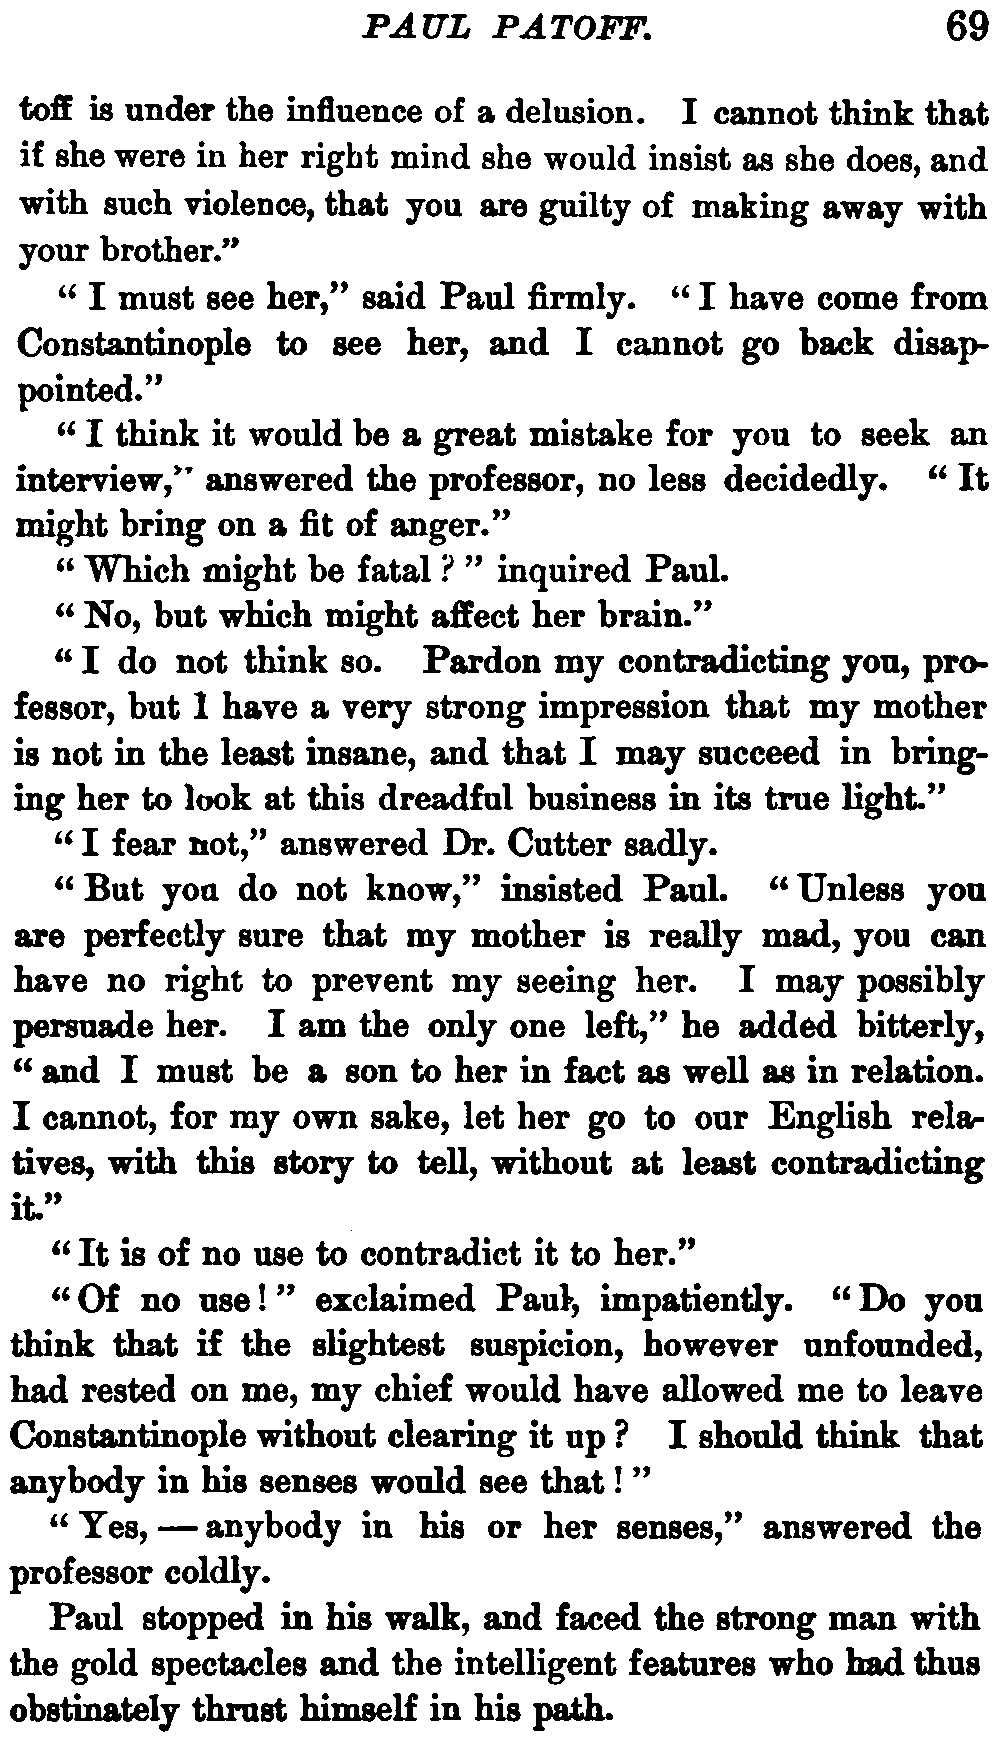 PAUL PATOFF. 69
toff is under the influence of a delusion. I cannot think that
if she were in her right mind she would insist as she does, and
with such violence, that you are guilty of making away with
your brother."
" I must see her," said Paul firmly. " I have come from
Constantinople to see her, and I cannot go back disap-
pointed."
" I think it would be a great mistake for you to seek an
interview," answered the professor, no less decidedly. " It
might bring on a fit of anger."
" Which might be fatal ? " inquired Paul.
" No, but which might affect her brain."
" I do not think so. Pardon my contradicting you, pro-
fessor, but I have a very strong impression that my mother
is not in the least insane, and that I may succeed in bring-
ing her to look at this dreadful business in its true light."
" I fear not," answered Dr. Cutter sadly.
" But you do not know," insisted Paul. " Unless you
are perfectly sure that my mother is really mad, you can
have no right to prevent my seeing her. I may possibly
persuade her. I am the only one left," he added bitterly,
" and I must be a son to her in fact as well as in relation.
I cannot, for my own sake, let her go to our English rela-
tives, with this story to tell, without at least contradicting
it."
" It is of no use to contradict it to her."
" Of no use! " exclaimed Paul, impatiently. " Do you
think that if the slightest suspicion, however unfounded,
had rested on me, my chief would have allowed me to leave
Constantinople without clearing it up ? I should think that
anybody in his senses would see that ! "
" Yes, — anybody in his or her senses," answered the
professor coldly.
Paul stopped in his walk, and faced the strong man with
the gold spectacles and the intelligent features who had thus
obstinately thrust himself in his path.